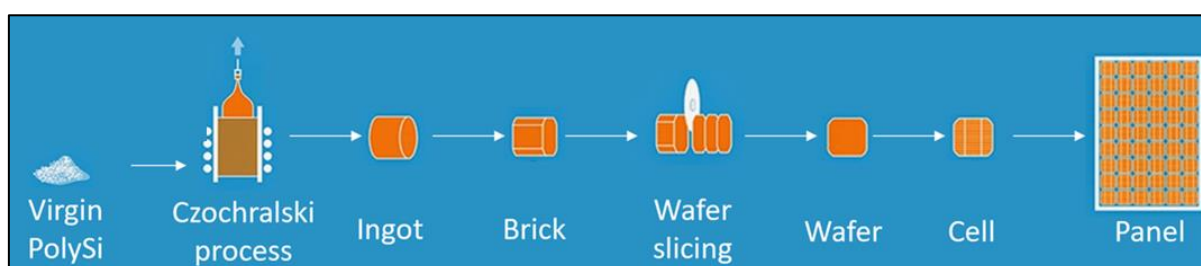 Virgin
PolySi
Czochralski
process
Ingot
Brick
Wafer
slicing
Wafer
Cell
Panel